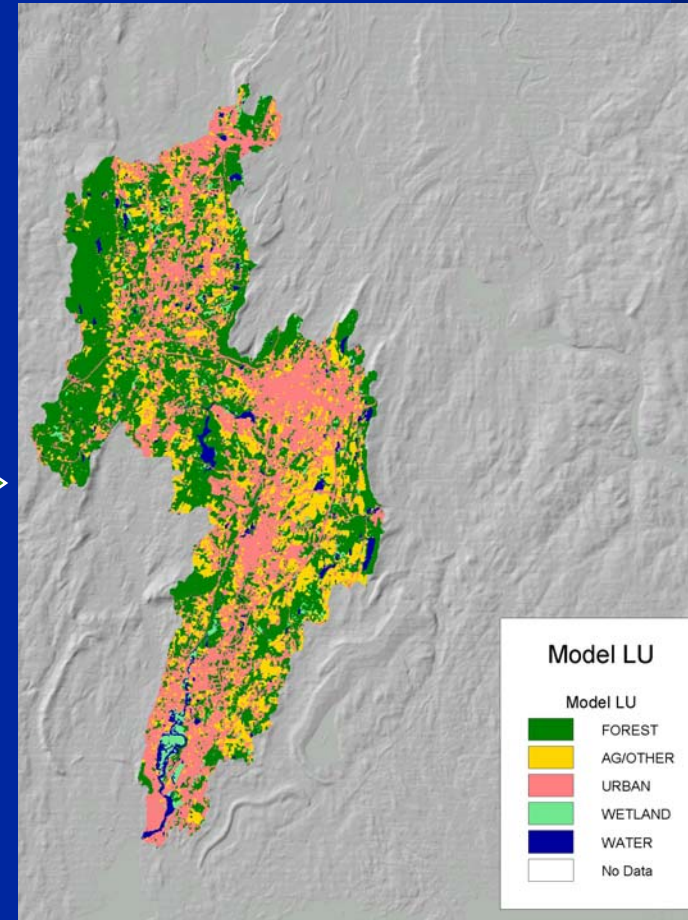 Model LU
Model LU
FOREST
AG/OTHER
URBAN
WETLAND
WATER
No Data